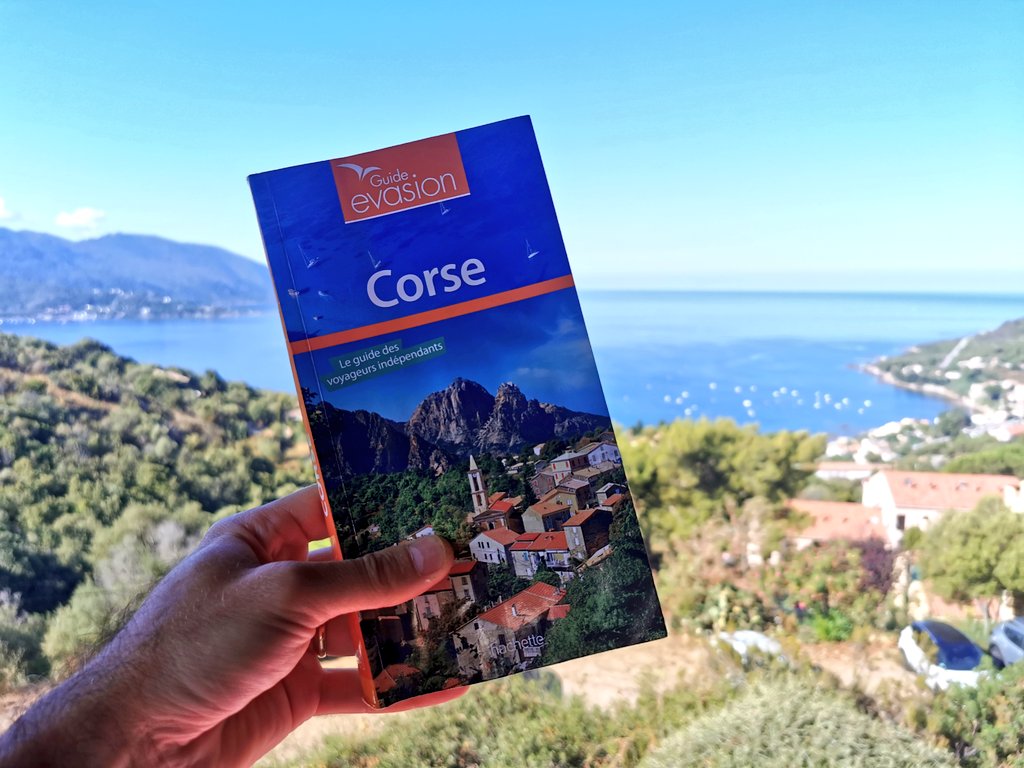 Guide
evasion
Corse
Le guide des
voyageurs indépendants
hachette